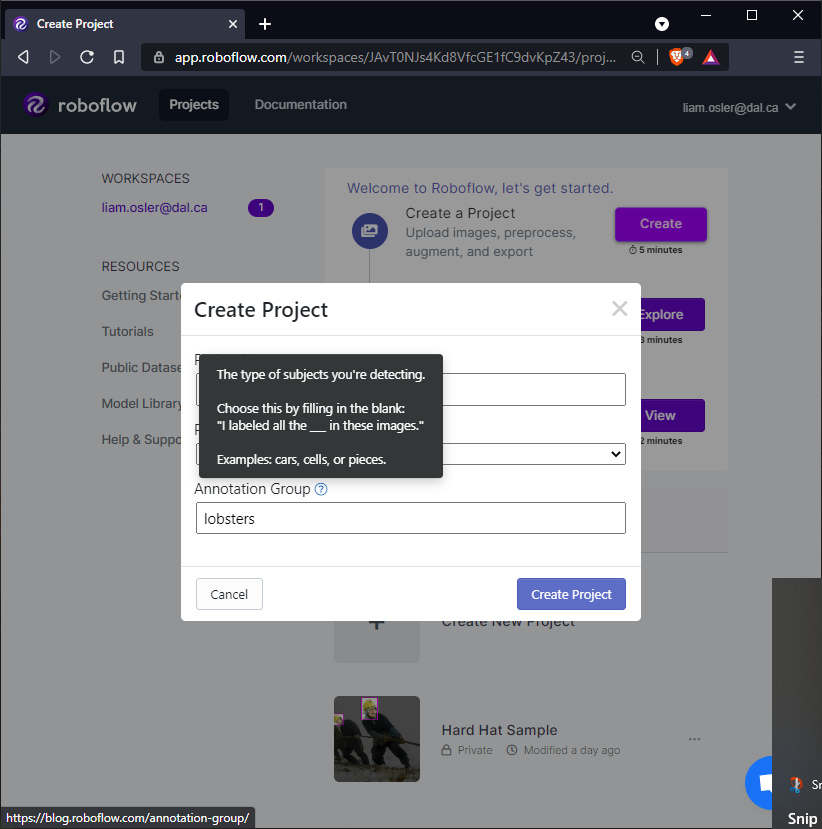 Create Project
app.roboflow.com/workspaces/JAvT0NJs4Kd8VfcGE1fC9dvKpZ43/proj...
4
roboflow
Projects
Documentation
liam.osler@dal.ca
WORKSPACES
liam.osler@dal.ca
1
RESOURCES
Getting Starte
Tutorials
Public Datase
Model Library
Help & Suppo
Welcome to Roboflow, let's get started.
Create a Project
Upload images, preprocess,
augment, and export
Create
5 minutes
Explore
3 minutes
View
2 minutes
Create Project
The type of subjects you're detecting.
Choose this by filling in the blank:
"I labeled all the ___ in these images."
Examples: cars, cells, or pieces.
Annotation Group
lobsters
Cancel
Create Project
Create New Project
Hard Hat Sample
Private
Modified a day ago
https://blog.roboflow.com/annotation-group/
Sn
Snip